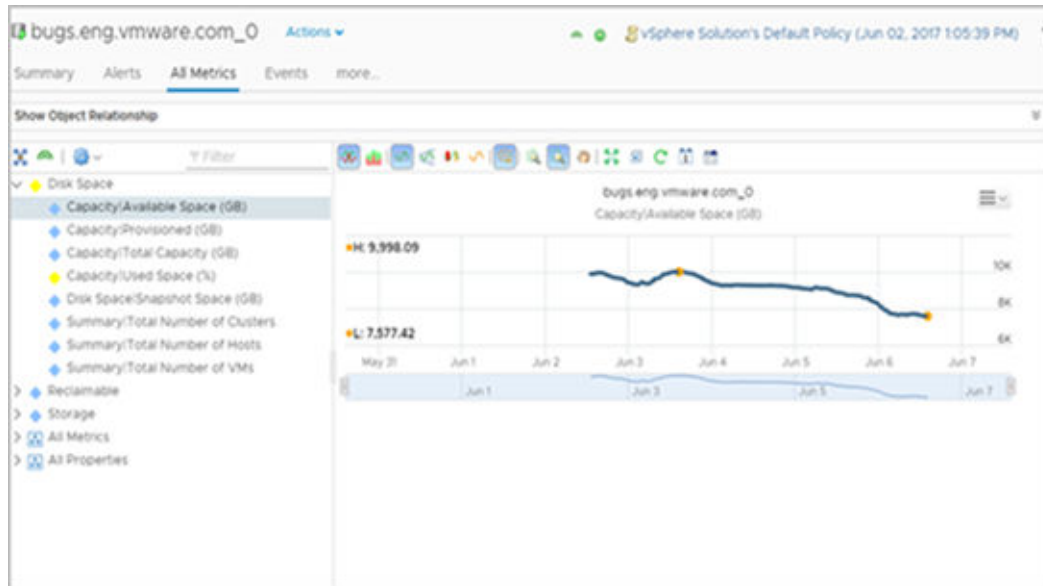 bugs.eng.vmware.com_0 Actions vSphere Solution's Default Policy (Jun 02, 2017 1:05:39 PM)
Summary Alerts All Metrics Events more...
Show Object Relationship
Filter
Disk Space
Capacity|Available Space (GB)
Capacity|Provisioned (GB)
Capacity|Total Capacity (GB)
Capacity|Used Space (%)
Disk Space|Snapshot Space (GB)
Summary|Total Number of Clusters
Summary|Total Number of Hosts
Summary|Total Number of VMs
Reclaimable
Storage
All Metrics
All Properties
bugs.eng.vmware.com_0
Capacity|Available Space (GB)
H: 9,998.09
10K
8K
L: 7,577.42
6K
May 31 Jun 1 Jun 2 Jun 3 Jun 4 Jun 5 Jun 6 Jun 7
Jun 1 Jun 3 Jun 5 Jun 7